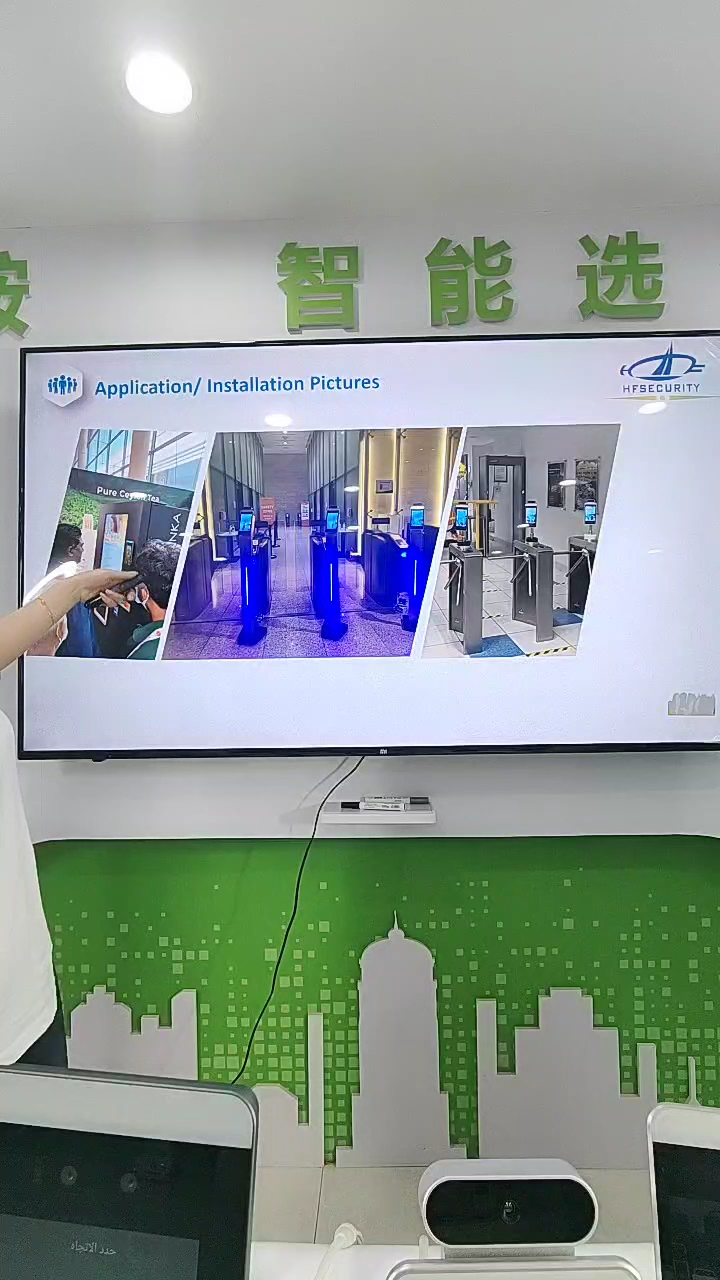 智能选
Application/ Installation Pictures
HFSECURITY
Pure Ceylon Tea
حدد الاتجاه